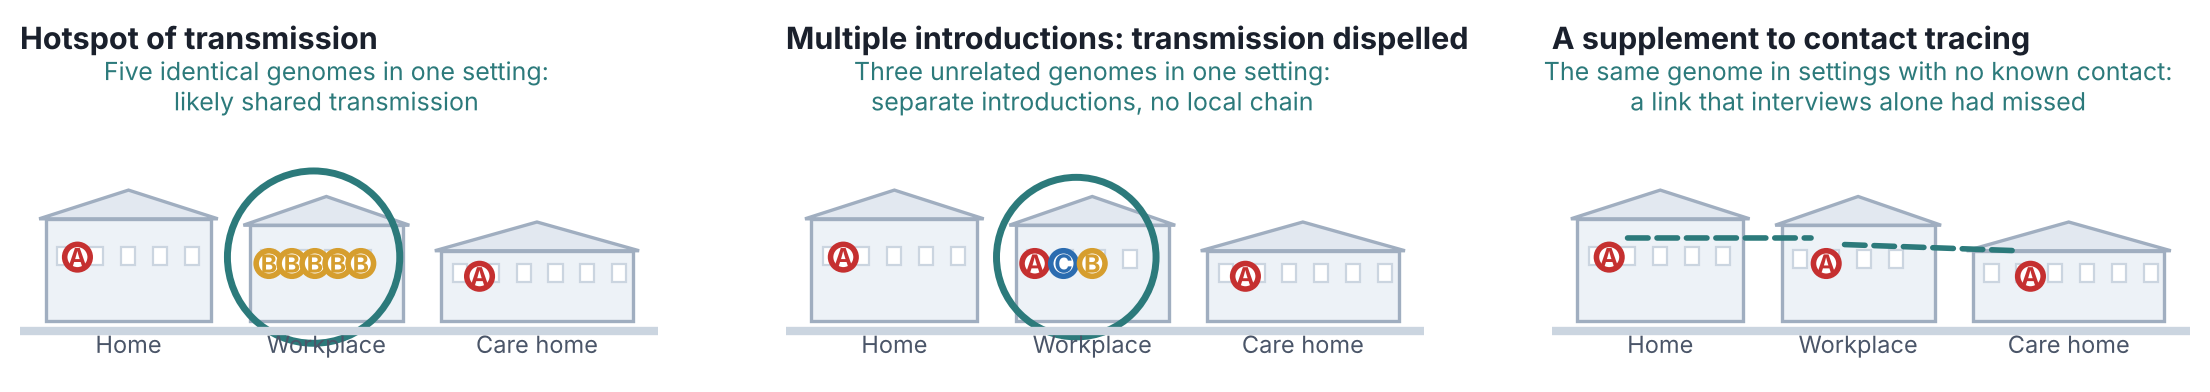 Hotspot of transmission
Five identical genomes in one setting:
likely shared transmission
A
B B B B B
A
Home
Workplace
Care home
Multiple introductions: transmission dispelled
Three unrelated genomes in one setting:
separate introductions, no local chain
A
A C B
A
Home
Workplace
Care home
A supplement to contact tracing
The same genome in settings with no known contact:
a link that interviews alone had missed
A
A
A
Home
Workplace
Care home